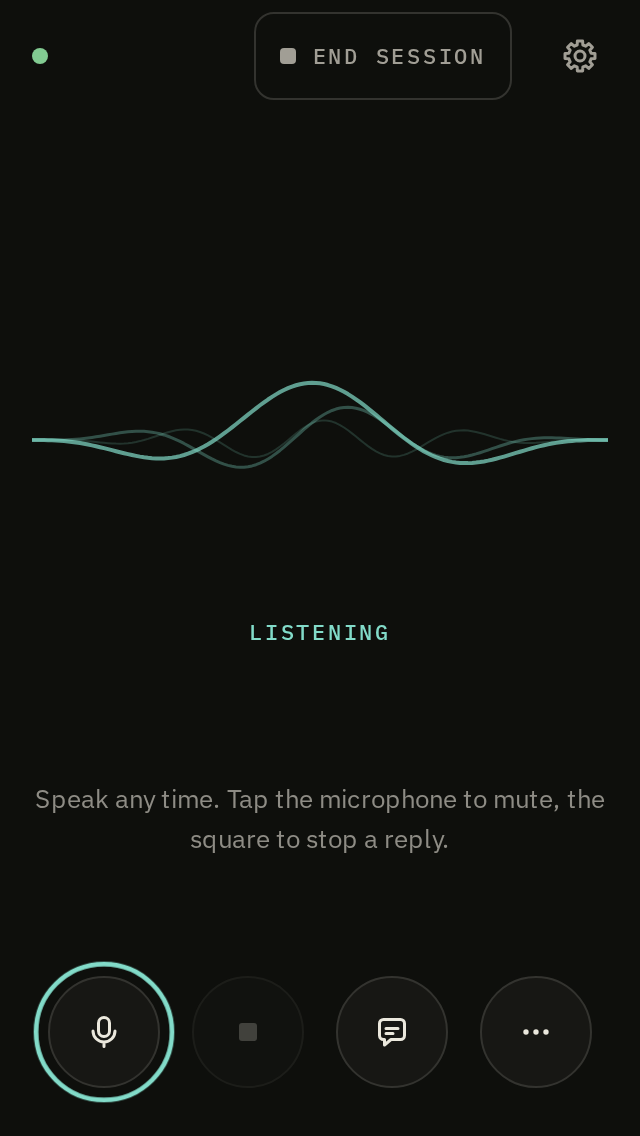 END SESSION
LISTENING
Speak any time. Tap the microphone to mute, the
square to stop a reply.